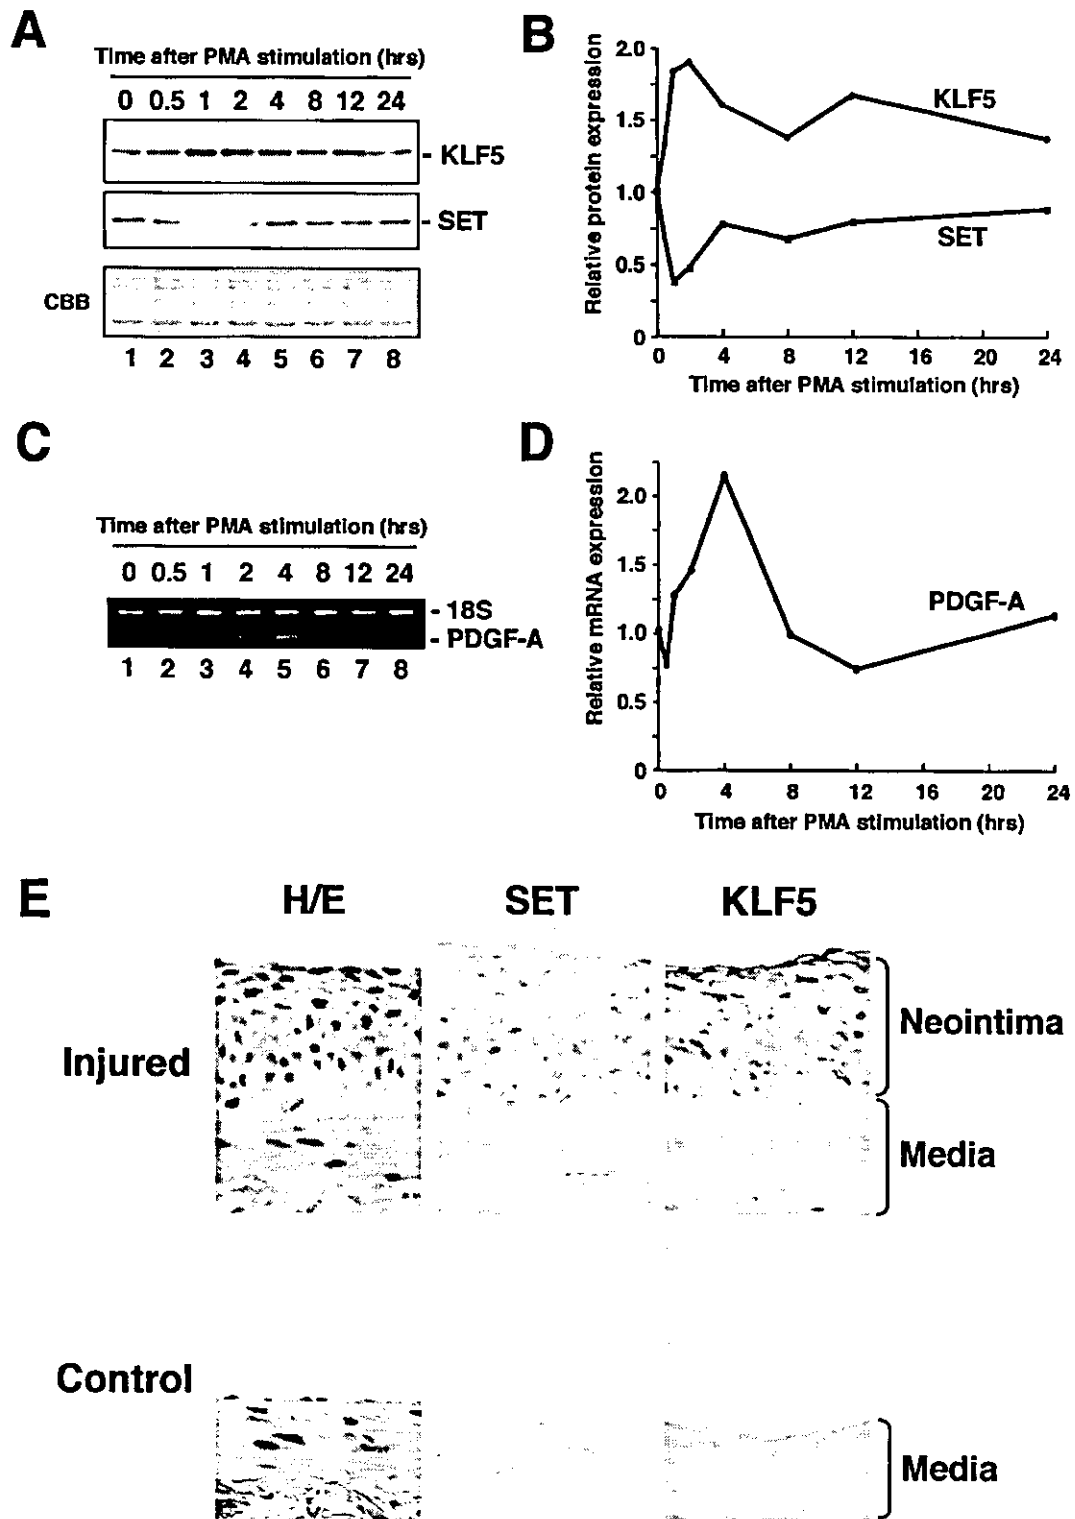 A
Time after PMA stimulation (hrs)
0 0.5 1 2 4 8 12 24
- KLF5
- SET
CBB
1 2 3 4 5 6 7 8
B
Relative protein expression
2.0
1.5
1.0
0.5
0
KLF5
SET
0 4 8 12 16 20 24
Time after PMA stimulation (hrs)
C
Time after PMA stimulation (hrs)
0 0.5 1 2 4 8 12 24
- 18S
- PDGF-A
1 2 3 4 5 6 7 8
D
Relative mRNA expression
2.0
1.5
1.0
0.5
0
PDGF-A
0 4 8 12 16 20 24
Time after PMA stimulation (hrs)
E
H/E SET KLF5
Injured
Neointima
Media
Control
Media